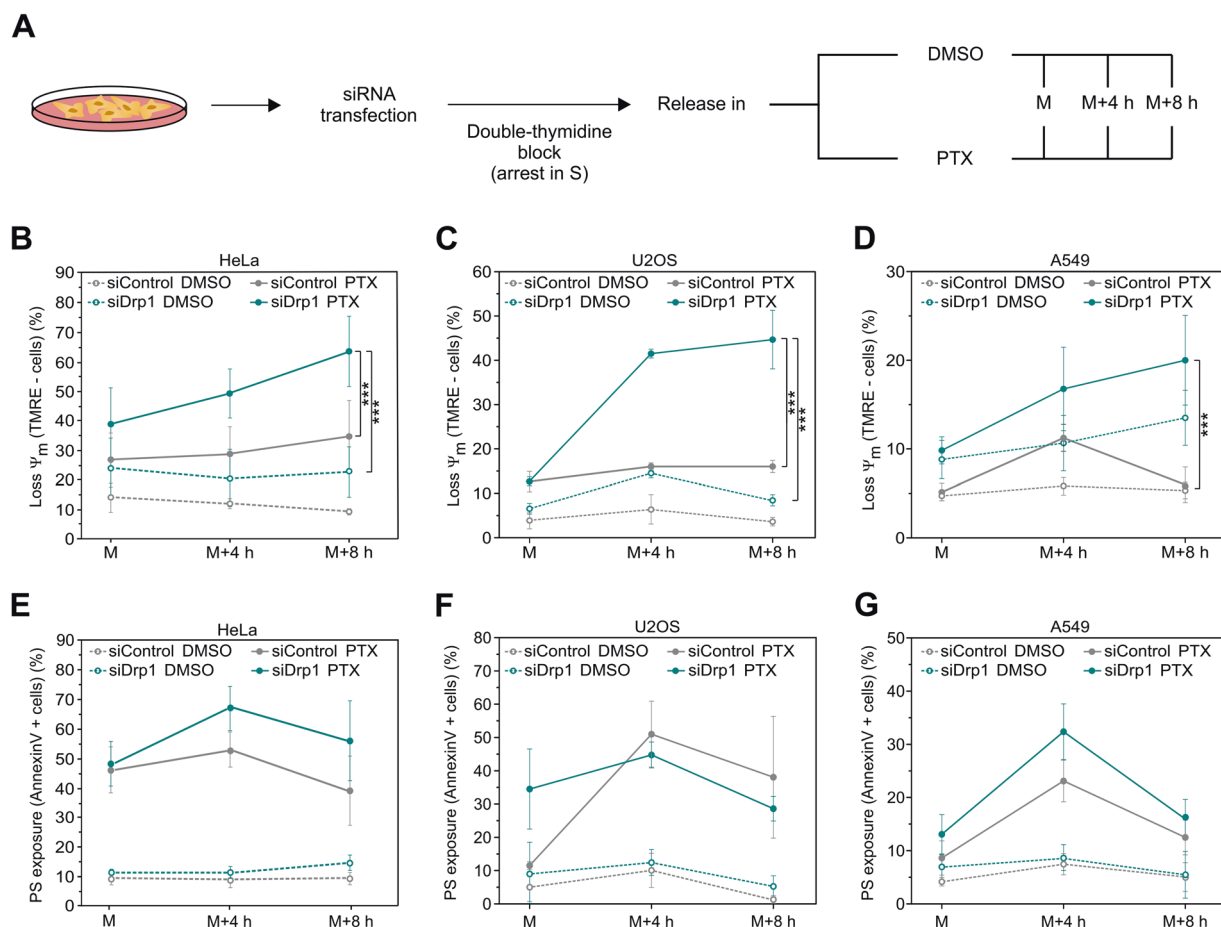 A
siRNA
transfection
Double-thymidine
block
(arrest in S)
Release in
DMSO
PTX
M
M+4 h
M+8 h
B
HeLa
siControl DMSO
siControl PTX
siDrp1 DMSO
siDrp1 PTX
Loss Ψm (TMRE - cells) (%)
90
80
70
60
50
40
30
20
10
0
M
M+4 h
M+8 h
***
***
C
U2OS
siControl DMSO
siControl PTX
siDrp1 DMSO
siDrp1 PTX
Loss Ψm (TMRE - cells) (%)
60
50
40
30
20
10
0
M
M+4 h
M+8 h
***
***
D
A549
siControl DMSO
siControl PTX
siDrp1 DMSO
siDrp1 PTX
Loss Ψm (TMRE - cells) (%)
30
20
10
0
M
M+4 h
M+8 h
***
E
HeLa
siControl DMSO
siControl PTX
siDrp1 DMSO
siDrp1 PTX
PS exposure (AnnexinV + cells) (%)
90
80
70
60
50
40
30
20
10
0
M
M+4 h
M+8 h
F
U2OS
siControl DMSO
siControl PTX
siDrp1 DMSO
siDrp1 PTX
PS exposure (AnnexinV + cells) (%)
80
70
60
50
40
30
20
10
0
M
M+4 h
M+8 h
G
A549
siControl DMSO
siControl PTX
siDrp1 DMSO
siDrp1 PTX
PS exposure (AnnexinV + cells) (%)
50
40
30
20
10
0
M
M+4 h
M+8 h